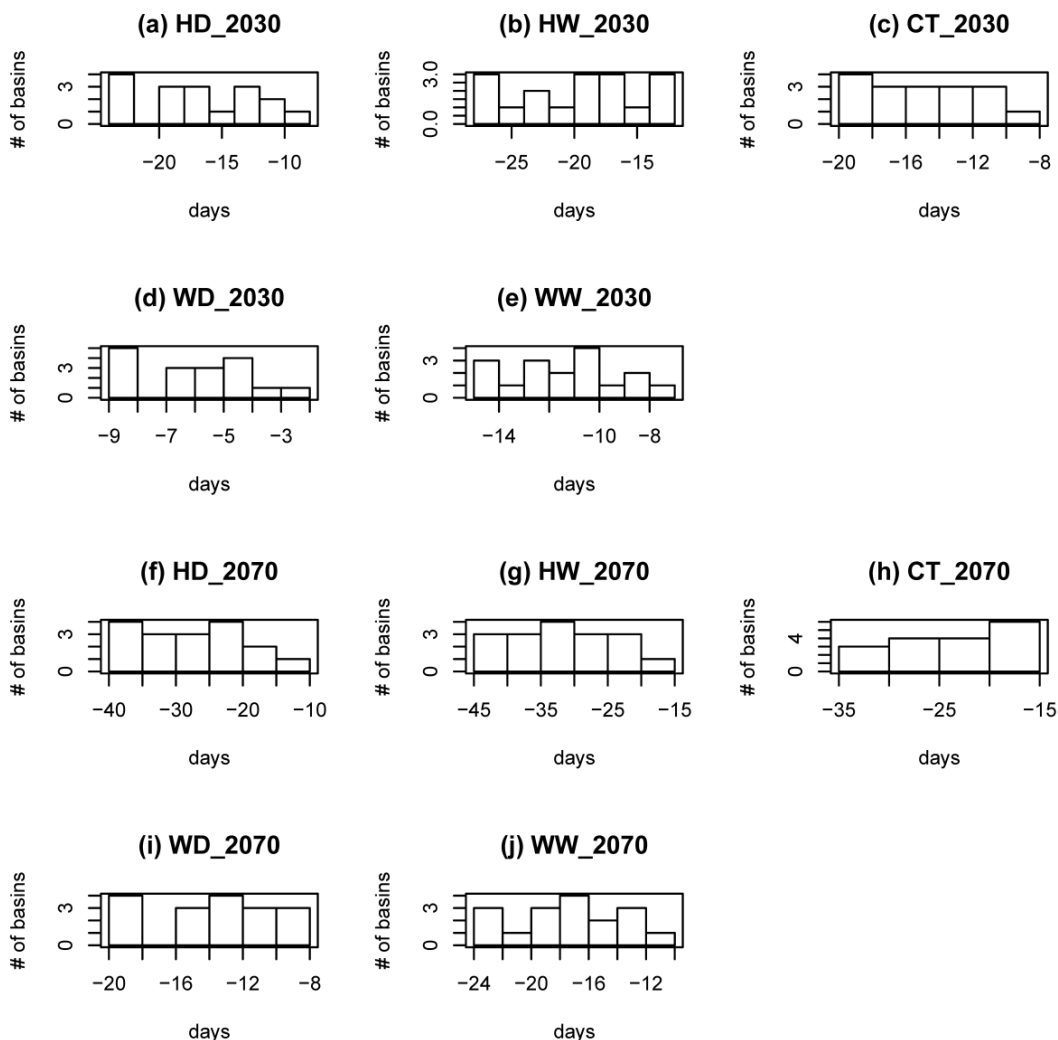 (a) HD_2030
# of basins
0 3
−20 −15 −10
days
(b) HW_2030
# of basins
0.0 3.0
−25 −20 −15
days
(c) CT_2030
# of basins
0 3
−20 −16 −12 −8
days
(d) WD_2030
# of basins
0 3
−9 −7 −5 −3
days
(e) WW_2030
# of basins
0 3
−14 −10 −8
days
(f) HD_2070
# of basins
0 3
−40 −30 −20 −10
days
(g) HW_2070
# of basins
0 3
−45 −35 −25 −15
days
(h) CT_2070
# of basins
0 4
−35 −25 −15
days
(i) WD_2070
# of basins
0 3
−20 −16 −12 −8
days
(j) WW_2070
# of basins
0 3
−24 −20 −16 −12
days